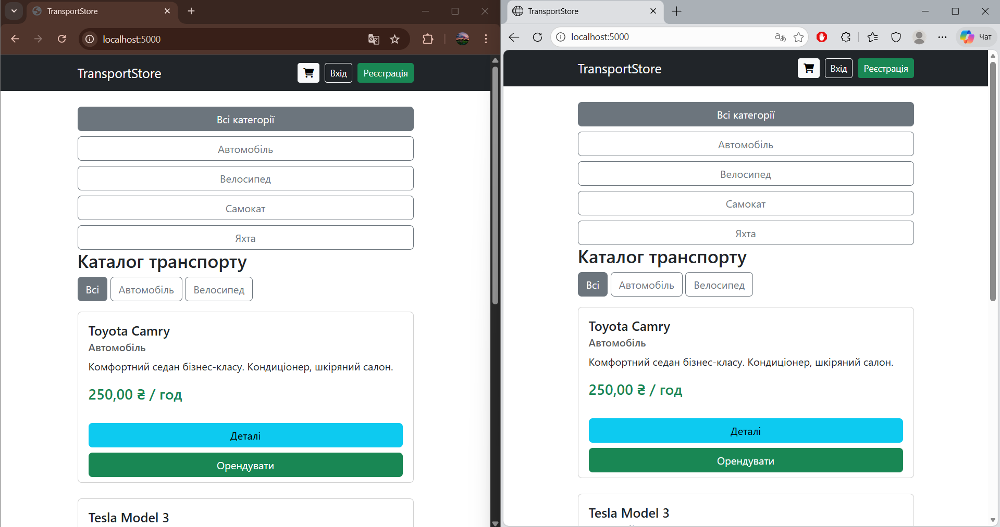 TransportStore
localhost:5000
TransportStore
Вхід
Реєстрація
Всі категорії
Автомобіль
Велосипед
Самокат
Яхта
Каталог транспорту
Всі Автомобіль Велосипед
Toyota Camry
Автомобіль
Комфортний седан бізнес-класу. Кондиціонер, шкіряний салон.
250,00 ₴ / год
Деталі
Орендувати
Tesla Model 3
TransportStore
localhost:5000
Чат
TransportStore
Вхід
Реєстрація
Всі категорії
Автомобіль
Велосипед
Самокат
Яхта
Каталог транспорту
Всі Автомобіль Велосипед
Toyota Camry
Автомобіль
Комфортний седан бізнес-класу. Кондиціонер, шкіряний салон.
250,00 ₴ / год
Деталі
Орендувати
Tesla Model 3